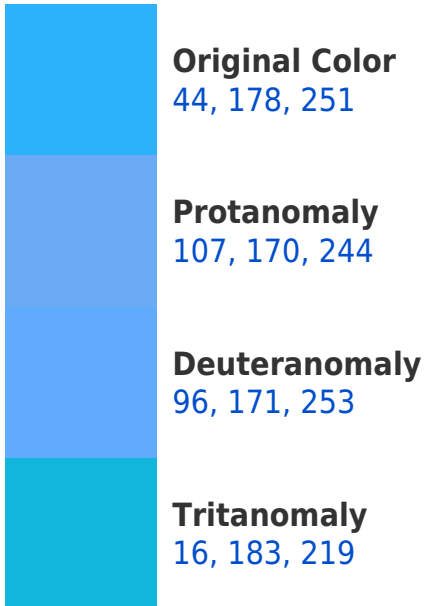 Original Color
44, 178, 251
Protanomaly
107, 170, 244
Deuteranomaly
96, 171, 253
Tritanomaly
16, 183, 219